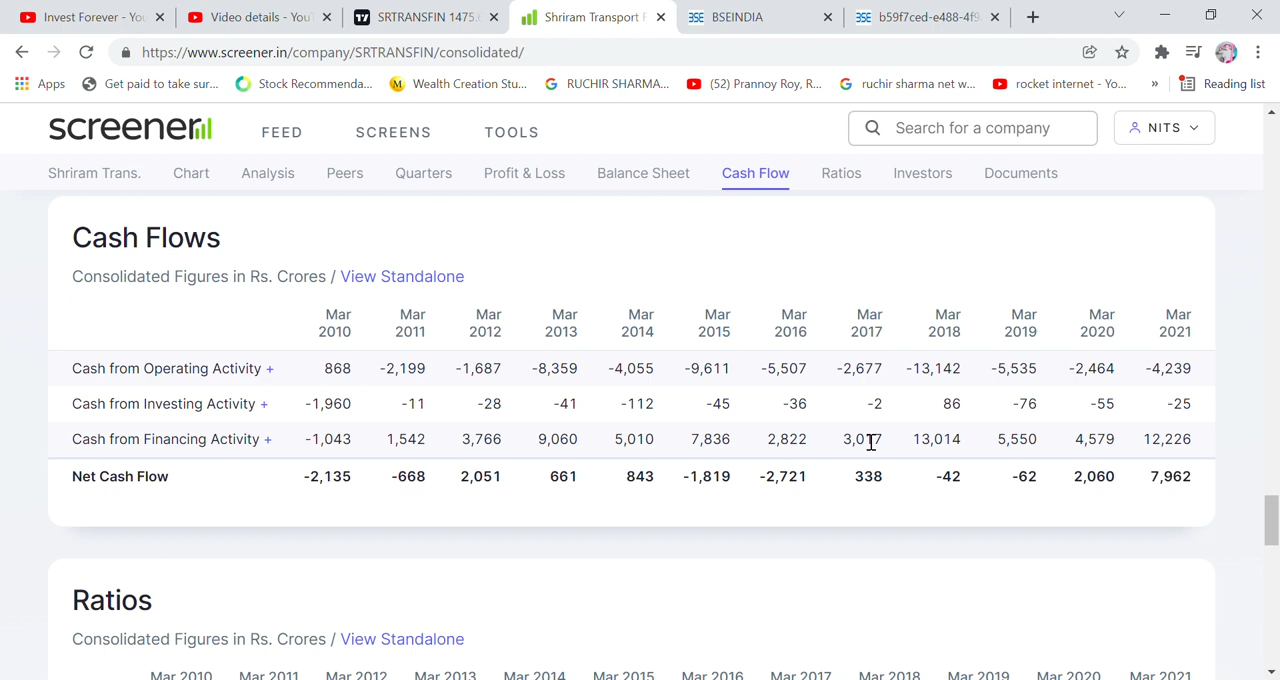 Invest Forever - You
Video details - YouT
SRTRANSFIN 1475.
Shriram Transport F
BSEINDIA
b59f7ced-e488-4f9
https://www.screener.in/company/SRTRANSFIN/consolidated/
Apps
Get paid to take sur...
Stock Recommenda...
Wealth Creation Stu...
RUCHIR SHARMA...
(52) Prannoy Roy, R...
ruchir sharma net w...
rocket internet - Yo...
»
Reading list
screener
FEED
SCREENS
TOOLS
Search for a company
NITS
Shriram Trans.
Chart
Analysis
Peers
Quarters
Profit & Loss
Balance Sheet
Cash Flow
Ratios
Investors
Documents
Cash Flows
Consolidated Figures in Rs. Crores / View Standalone
Mar 2010 Mar 2011 Mar 2012 Mar 2013 Mar 2014 Mar 2015 Mar 2016 Mar 2017 Mar 2018 Mar 2019 Mar 2020 Mar 2021
Cash from Operating Activity + 868 -2,199 -1,687 -8,359 -4,055 -9,611 -5,507 -2,677 -13,142 -5,535 -2,464 -4,239
Cash from Investing Activity + -1,960 -11 -28 -41 -112 -45 -36 -2 86 -76 -55 -25
Cash from Financing Activity + -1,043 1,542 3,766 9,060 5,010 7,836 2,822 3,017 13,014 5,550 4,579 12,226
Net Cash Flow -2,135 -668 2,051 661 843 -1,819 -2,721 338 -42 -62 2,060 7,962
Ratios
Consolidated Figures in Rs. Crores / View Standalone
Mar 2010 Mar 2011 Mar 2012 Mar 2013 Mar 2014 Mar 2015 Mar 2016 Mar 2017 Mar 2018 Mar 2019 Mar 2020 Mar 2021